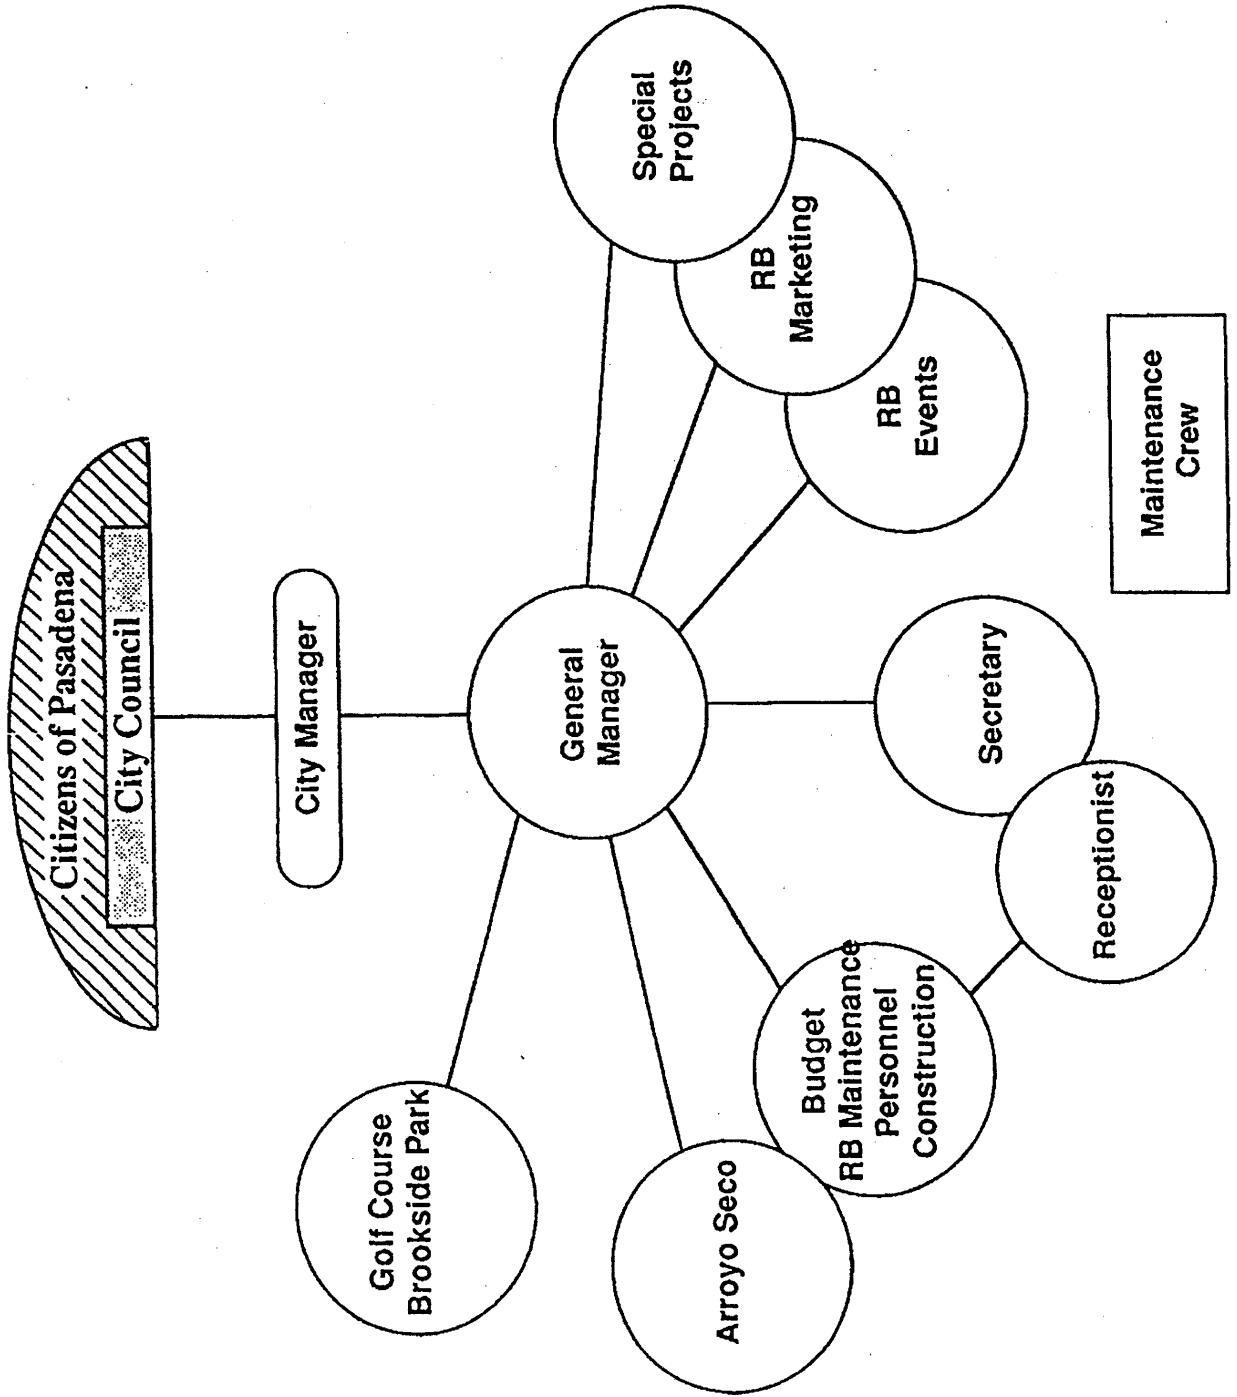 Citizens of Pasadena
City Council
City Manager
General
Manager
Golf Course
Brookside Park
Arroyo Seco
Budget
RB Maintenance
Personnel
Construction
Receptionist
Secretary
RB
Events
RB
Marketing
Special
Projects
Maintenance
Crew